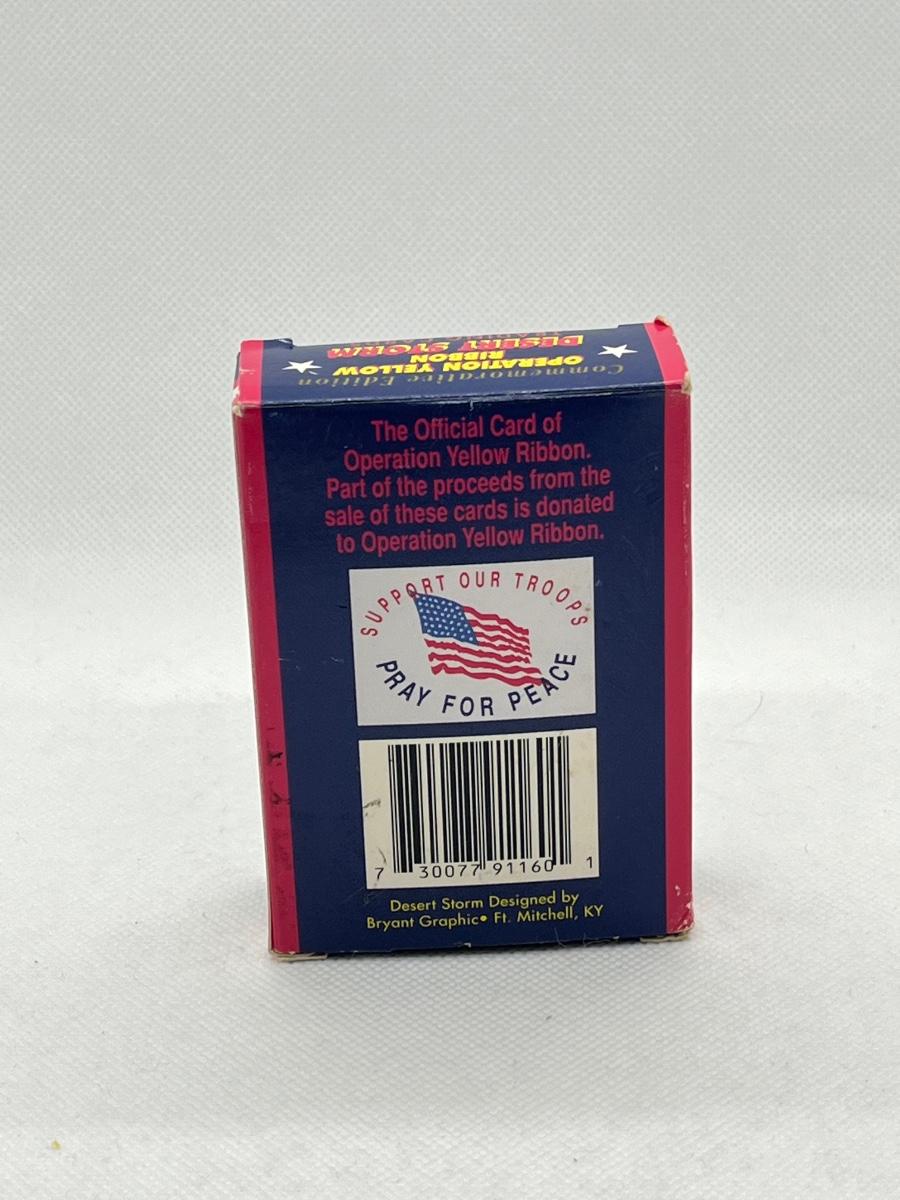 Commemorative Edition
OPERATION YELLOW
RIBBON
DESERT STORM
TRADING CARDS
The Official Card of
Operation Yellow Ribbon.
Part of the proceeds from the
sale of these cards is donated
to Operation Yellow Ribbon.
SUPPORT OUR TROOPS
PRAY FOR PEACE
7 30077 91160 1
Desert Storm Designed by
Bryant Graphic• Ft. Mitchell, KY